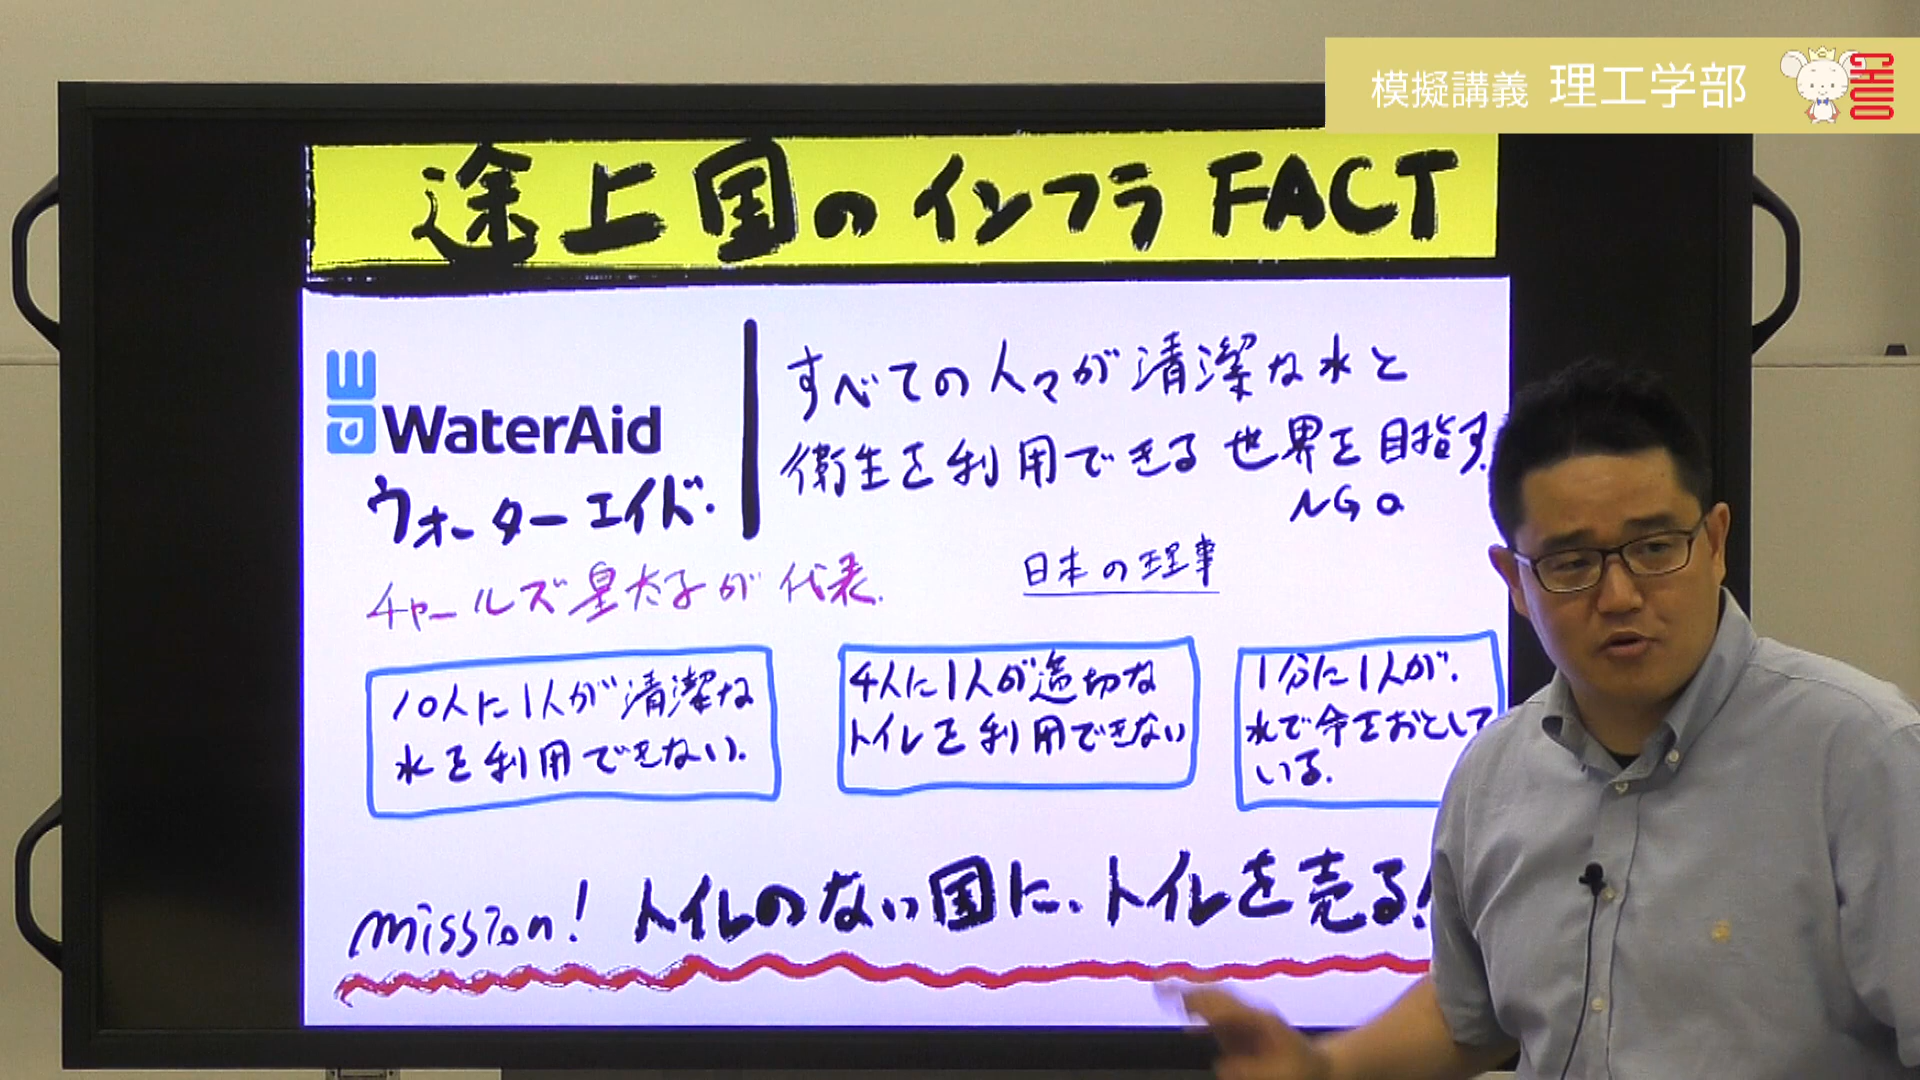 模擬講義 理工学部
CHUO
途上国のインフラ FACT
WaterAid
ウォーターエイド.
すべての人々が清潔な水と
衛生を利用できる世界を目指す.
NGO
チャールズ皇太子が代表.
日本の理事
10人に1人が清潔な
水を利用できない.
4人に1人が適切な
トイレを利用できない
1分に1人が.
水で命をおとして
いる.
mission! トイレのない国に、トイレを売る!